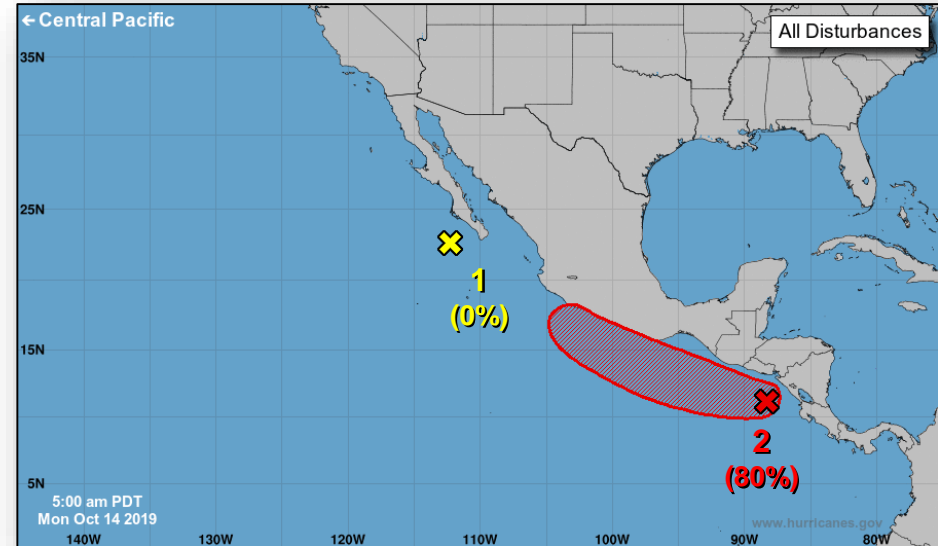 ← Central Pacific
All Disturbances
35N
25N
1
(0%)
15N
2
(80%)
5N
5:00 am PDT
Mon Oct 14 2019
www.hurricanes.gov
140W 130W 120W 110W 100W 90W 80W